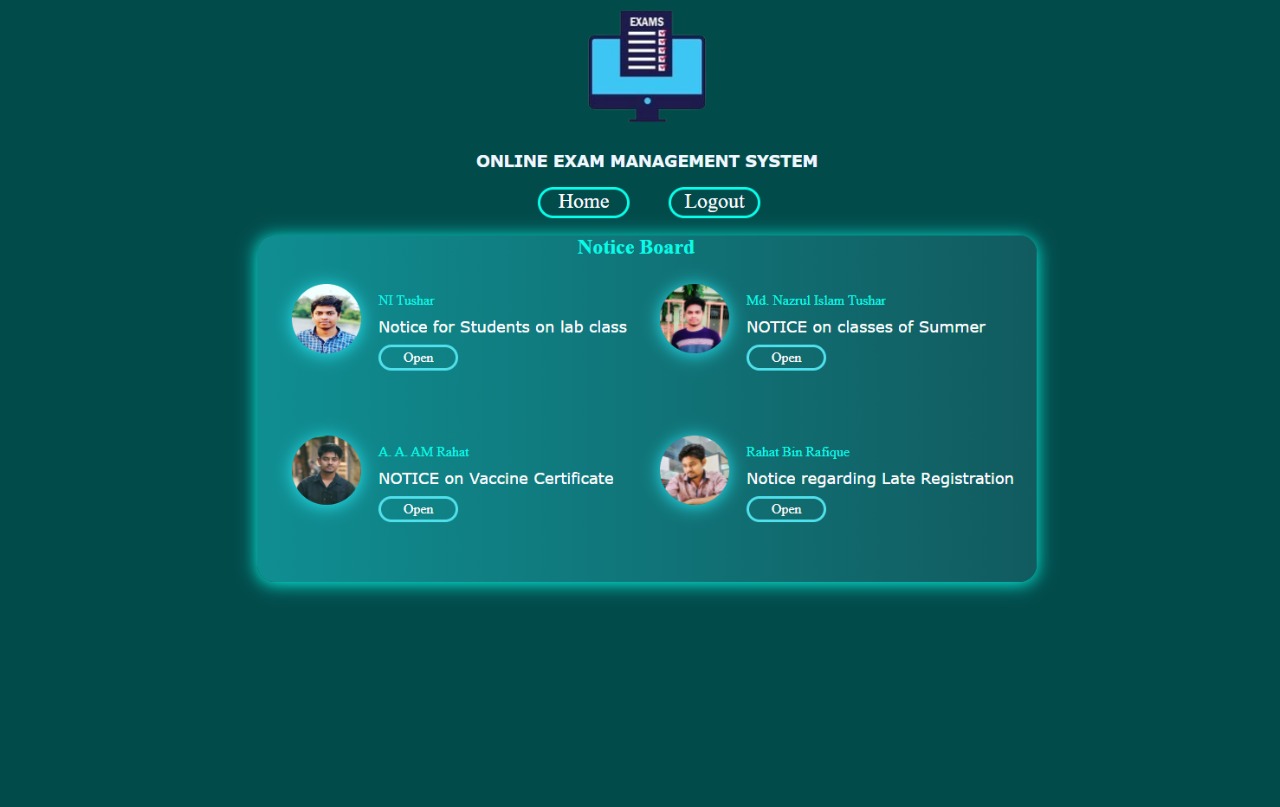 EXAMS
ONLINE EXAM MANAGEMENT SYSTEM
Home Logout
Notice Board
NI Tushar
Notice for Students on lab class
Open
Md. Nazrul Islam Tushar
NOTICE on classes of Summer
Open
A. A. AM Rahat
NOTICE on Vaccine Certificate
Open
Rahat Bin Rafique
Notice regarding Late Registration
Open